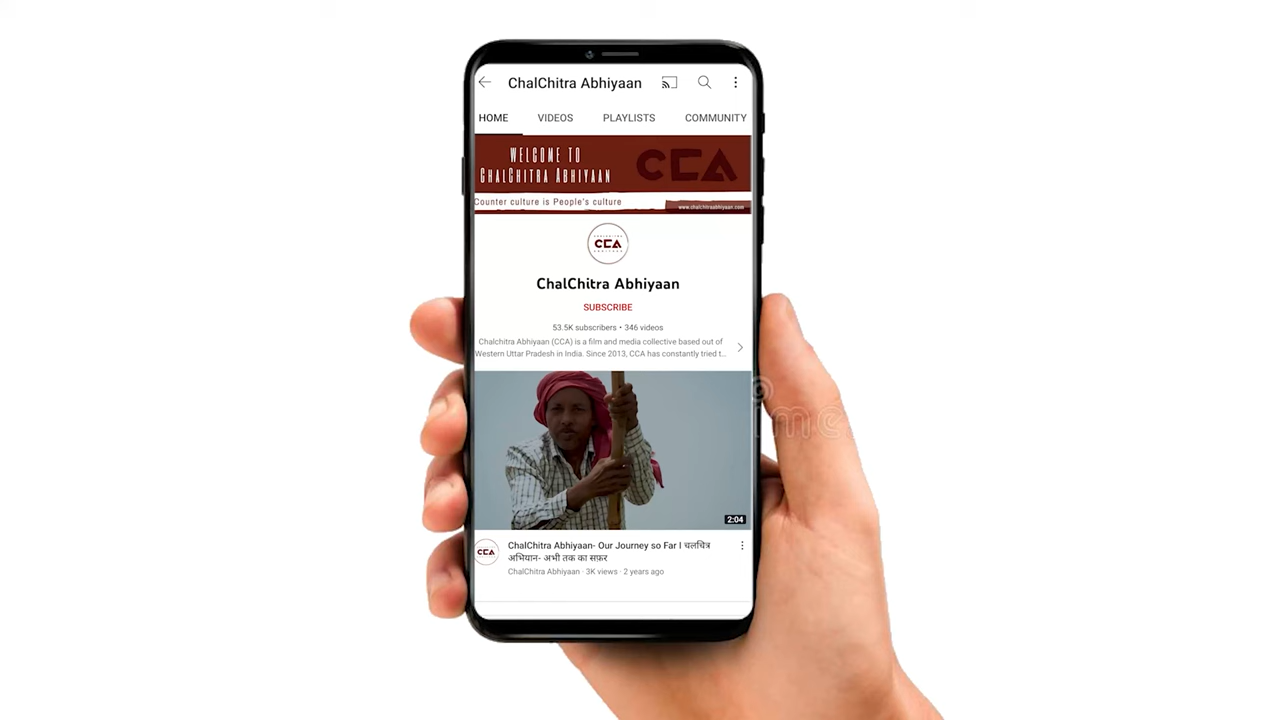 ChalChitra Abhiyaan
HOME VIDEOS PLAYLISTS COMMUNITY
WELCOME TO
CHALCHITRA ABHIYAAN
CCA
Counter culture is People's culture
www.chalchitraabhiyaan.com
CCA
ChalChitra Abhiyaan
SUBSCRIBE
53.5K subscribers • 346 videos
Chalchitra Abhiyaan (CCA) is a film and media collective based out of
Western Uttar Pradesh in India. Since 2013, CCA has constantly tried t...
2:04
CCA
ChalChitra Abhiyaan- Our Journey so Far I चलचित्र
अभियान- अभी तक का सफ़र
ChalChitra Abhiyaan · 3K views · 2 years ago